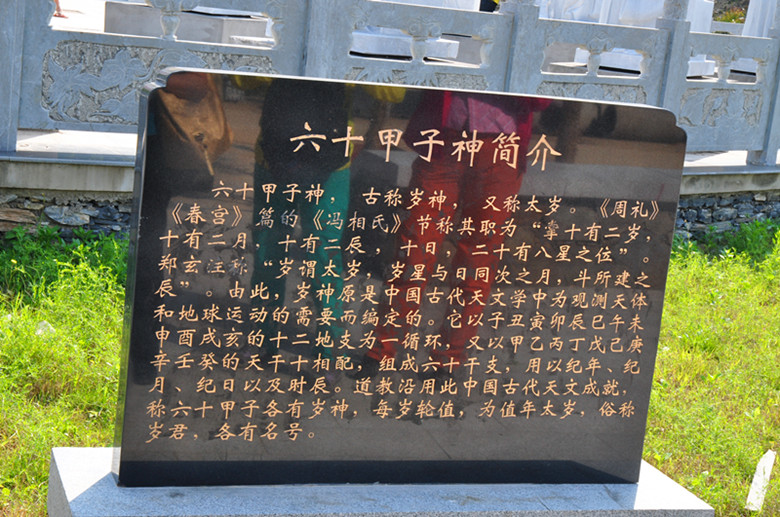 六十甲子神简介
六十甲子神，古称岁神，又称太岁。《周礼》
《春宫》篇的《冯相氏》节称其职为“掌十有二岁，
十有二月，十有二辰，十日，二十有八星之位”。
郑玄注称“岁谓太岁，岁星与日同次之月，斗所建之
辰”。由此，岁神原是中国古代天文学中为观测天体
和地球运动的需要而编定的。它以子丑寅卯辰巳午未
申酉戌亥的十二地支为一循环，又以甲乙丙丁戊己庚
辛壬癸的天干十相配，组成六十干支，用以纪年、纪
月、纪日以及时辰。道教沿用此中国古代天文成就，
称六十甲子各有岁神，每岁轮值，为值年太岁，俗称
岁君，各有名号。